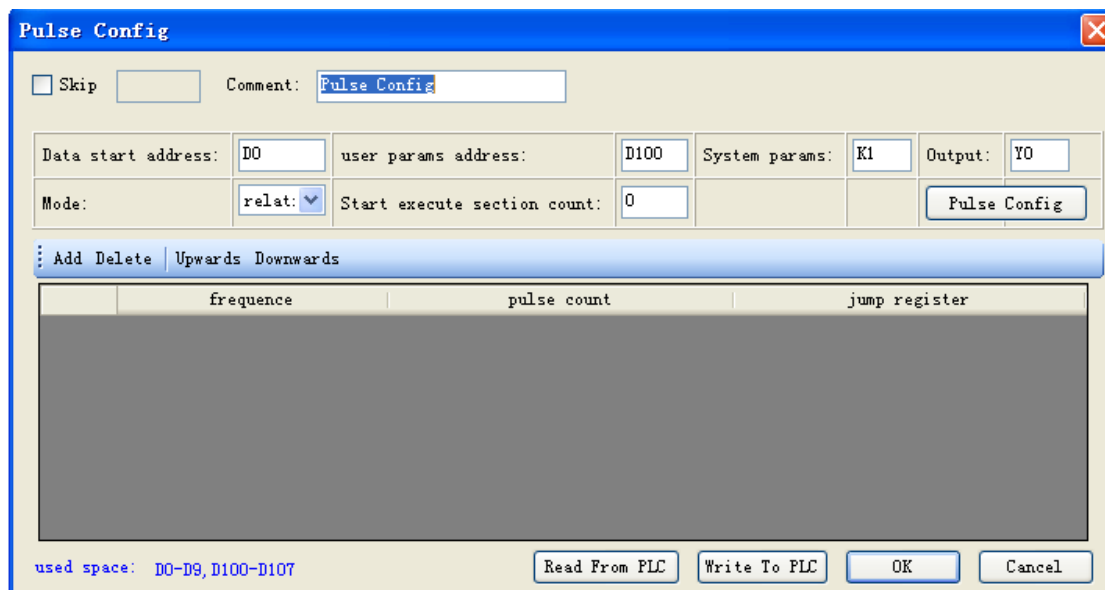 Pulse Config
Skip Comment: Pulse Config
Data start address: D0 user params address: D100 System params: K1 Output: Y0
Mode: relat: Start execute section count: 0 Pulse Config
Add Delete Upwards Downwards
frequence pulse count jump register
used space: D0-D9, D100-D107 Read From PLC Write To PLC OK Cancel